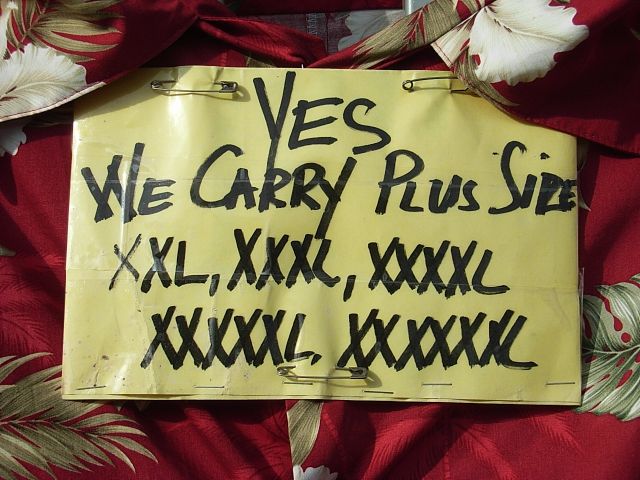 YES
WE CARRY PLUS SIZE
XXL, XXXL, XXXXL
XXXXXL, XXXXXXL